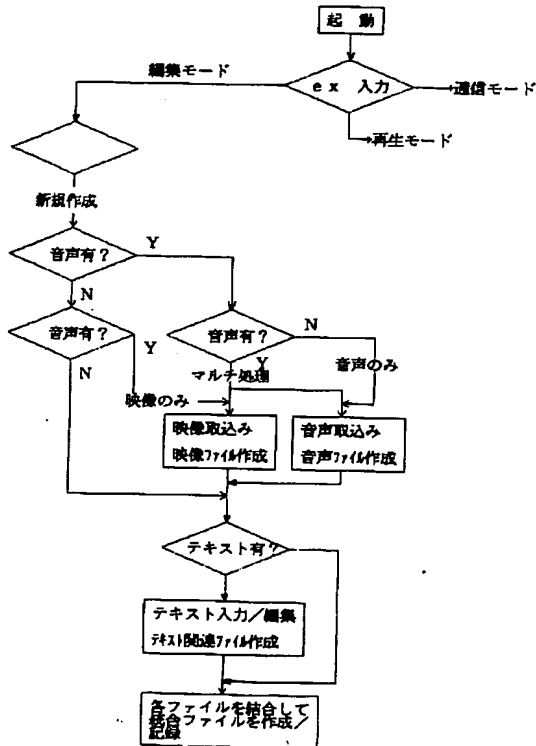 起 動
編集モード
ex 入力
通信モード
再生モード
新規作成
音声有?
Y
N
音声有?
Y
N
音声有?
N
Y
マルチ処理
音声のみ
映像のみ
映像取込み
映像ファイル作成
音声取込み
音声ファイル作成
テキスト有?
テキスト入力/編集
テキスト関連ファイル作成
各ファイルを結合して
統合ファイルを作成/
記録